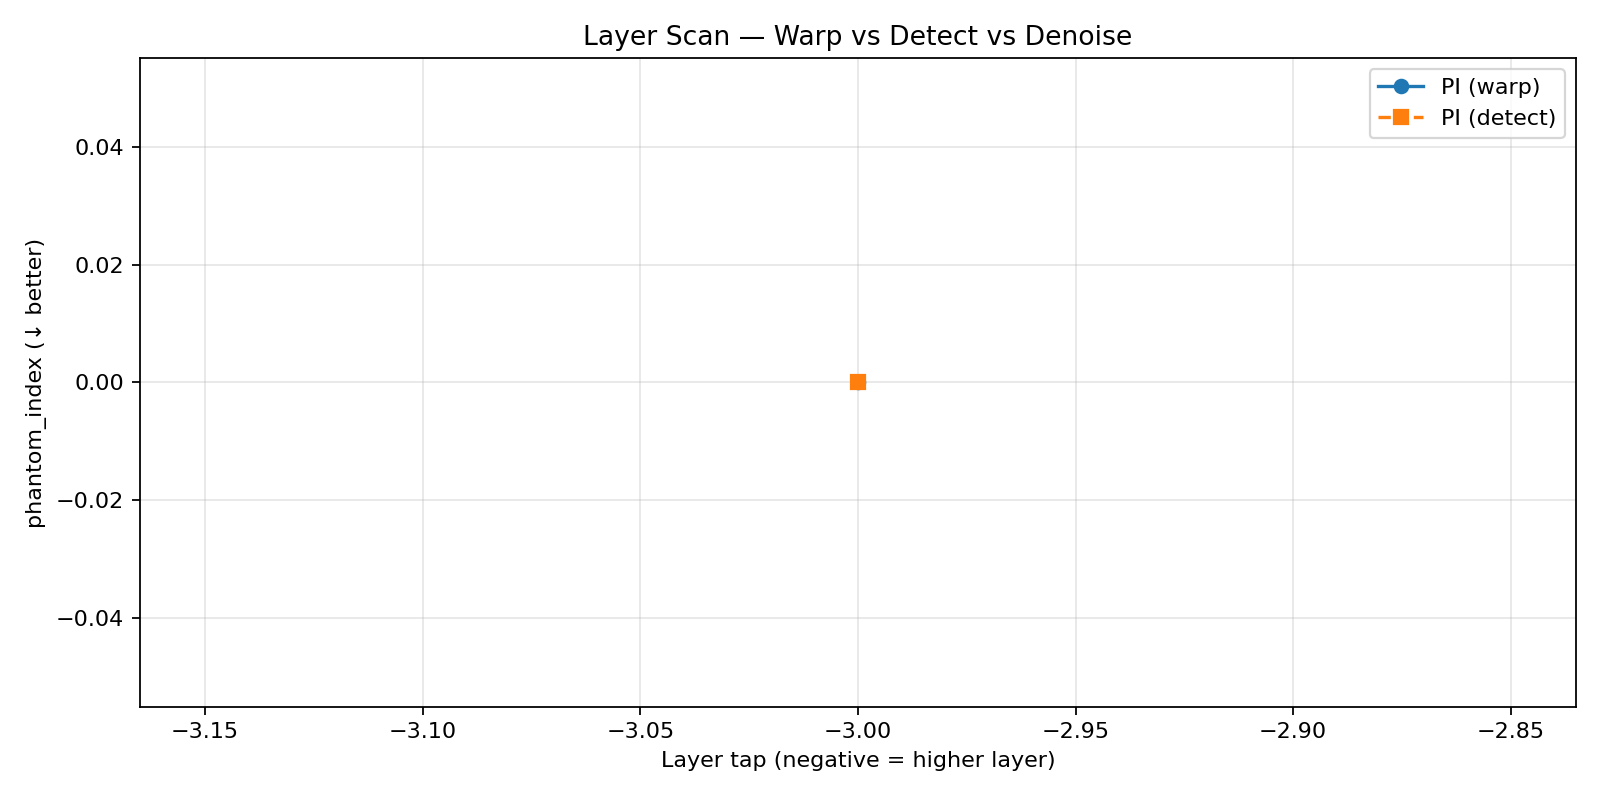 Layer Scan — Warp vs Detect vs Denoise
PI (warp)
PI (detect)
phantom_index (↓ better)
0.04
0.02
0.00
−0.02
−0.04
−3.15
−3.10
−3.05
−3.00
−2.95
−2.90
−2.85
Layer tap (negative = higher layer)